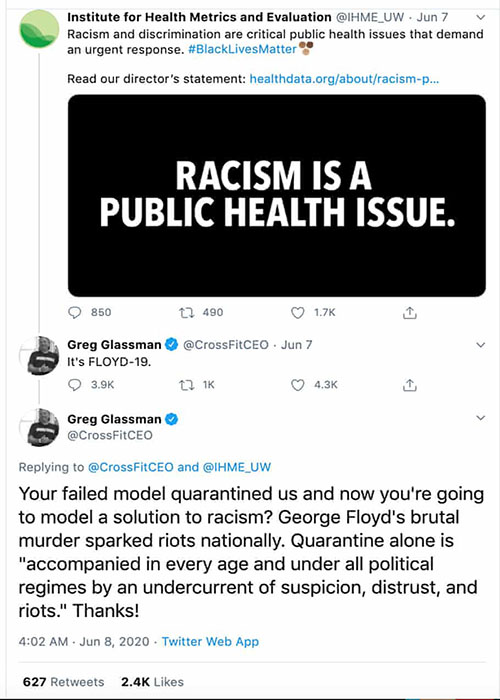 Institute for Health Metrics and Evaluation @IHME_UW · Jun 7
Racism and discrimination are critical public health issues that demand
an urgent response. #BlackLivesMatter
Read our director's statement: healthdata.org/about/racism-p...
RACISM IS A
PUBLIC HEALTH ISSUE.
850 490 1.7K
Greg Glassman @CrossFitCEO · Jun 7
It's FLOYD-19.
3.9K 1K 4.3K
Greg Glassman
@CrossFitCEO
Replying to @CrossFitCEO and @IHME_UW
Your failed model quarantined us and now you're going
to model a solution to racism? George Floyd's brutal
murder sparked riots nationally. Quarantine alone is
"accompanied in every age and under all political
regimes by an undercurrent of suspicion, distrust, and
riots." Thanks!
4:02 AM · Jun 8, 2020 · Twitter Web App
627 Retweets 2.4K Likes